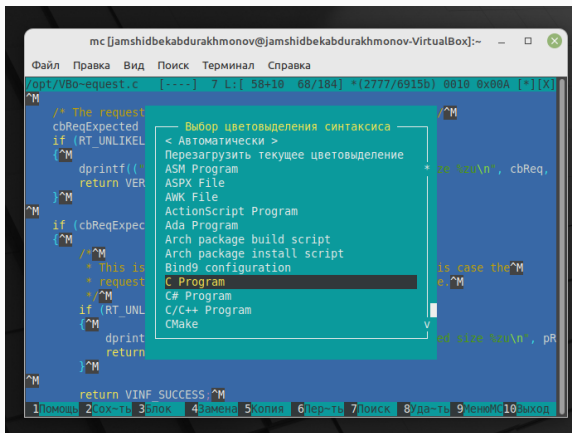 mc [jamshidbekabdurakhmonov@jamshidbekabdurakhmonov-VirtualBox]:~
Файл Правка Вид Поиск Терминал Справка
/opt/VBo~equest.c [----] 7 L:[ 58+10 68/184] *(2777/6915b) 0010 0x00A [*][X]
^M
/* The request /^M
cbReqExpected
if (RT_UNLIKEL
{^M
dprintf((" ze %zu\n", cbReq,
return VER
}^M
^M
if (cbReqExpec
{^M
/*^M
* This is is case the^M
* request e.^M
*/^M
if (RT_UNL
{^M
dprint ed size %zu\n", pR
return
}^M
^M
return VINF_SUCCESS;^M
Выбор цветовыделения синтаксиса
< Автоматически >
Перезагрузить текущее цветовыделение
ASM Program *
ASPX File
AWK File
ActionScript Program
Ada Program
Arch package build script
Arch package install script
Bind9 configuration
C Program
C# Program
C/C++ Program
CMake v
1Помощь 2Сох~ть 3Блок 4Замена 5Копия 6Пер~ть 7Поиск 8Уда~ть 9МенюMC 10Выход